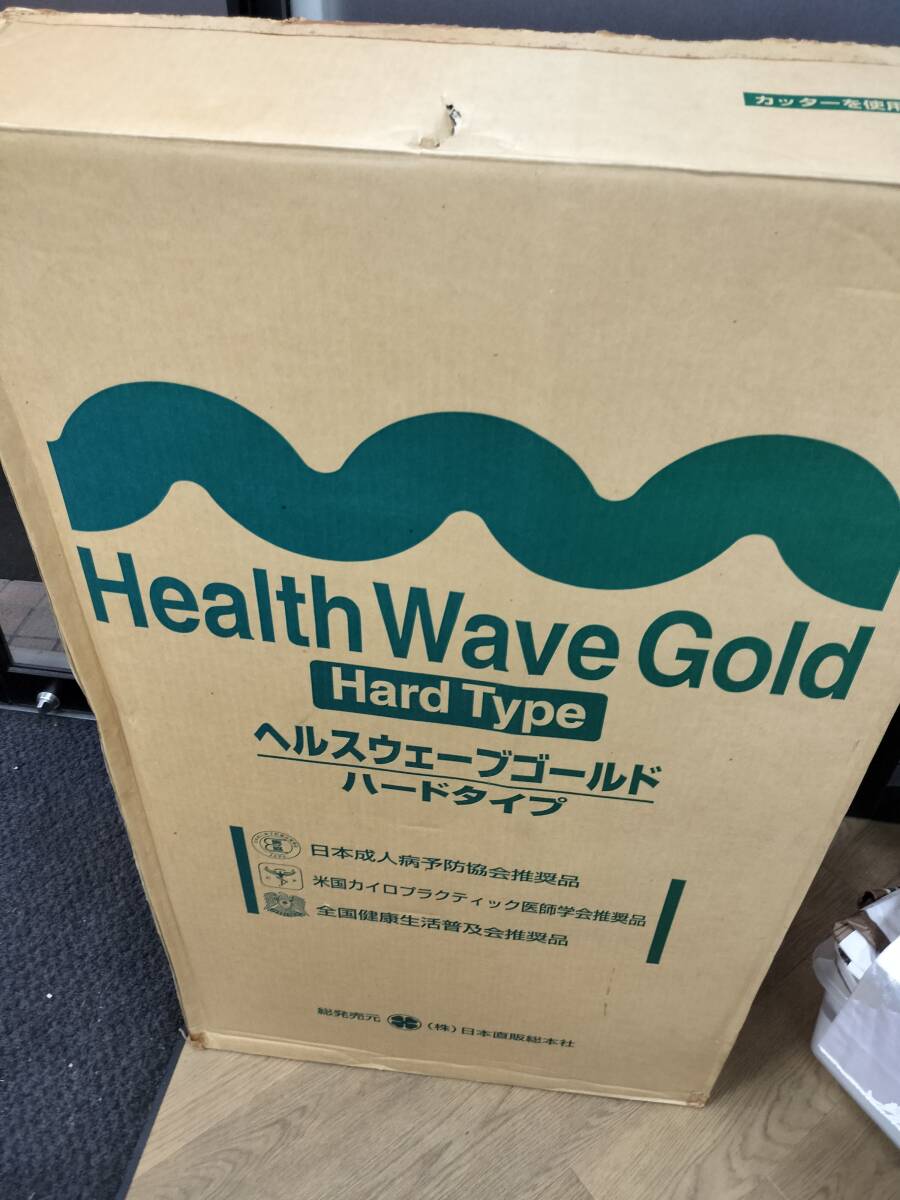 カッターを使用
Health Wave Gold
Hard Type
ヘルスウェーブゴールド
ハードタイプ
日本成人病予防協会推奨品
米国カイロプラクティック医師学会推奨品
全国健康生活普及会推奨品
総発売元 (株)日本直販総本社